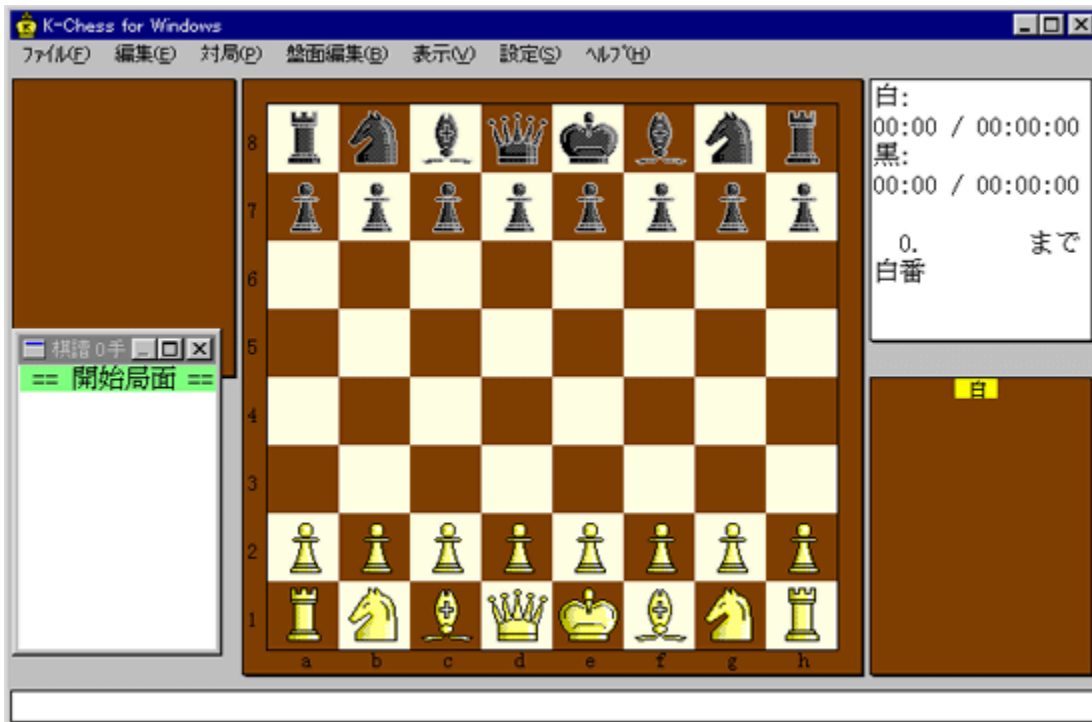 K-Chess for Windows
ファイル(F) 編集(E) 対局(P) 盤面編集(B) 表示(V) 設定(S) ヘルプ(H)
8
7
6
5
4
3
2
1
a b c d e f g h
白:
00:00 / 00:00:00
黒:
00:00 / 00:00:00
0. まで
白番
棋譜 0手
== 開始局面 ==
白